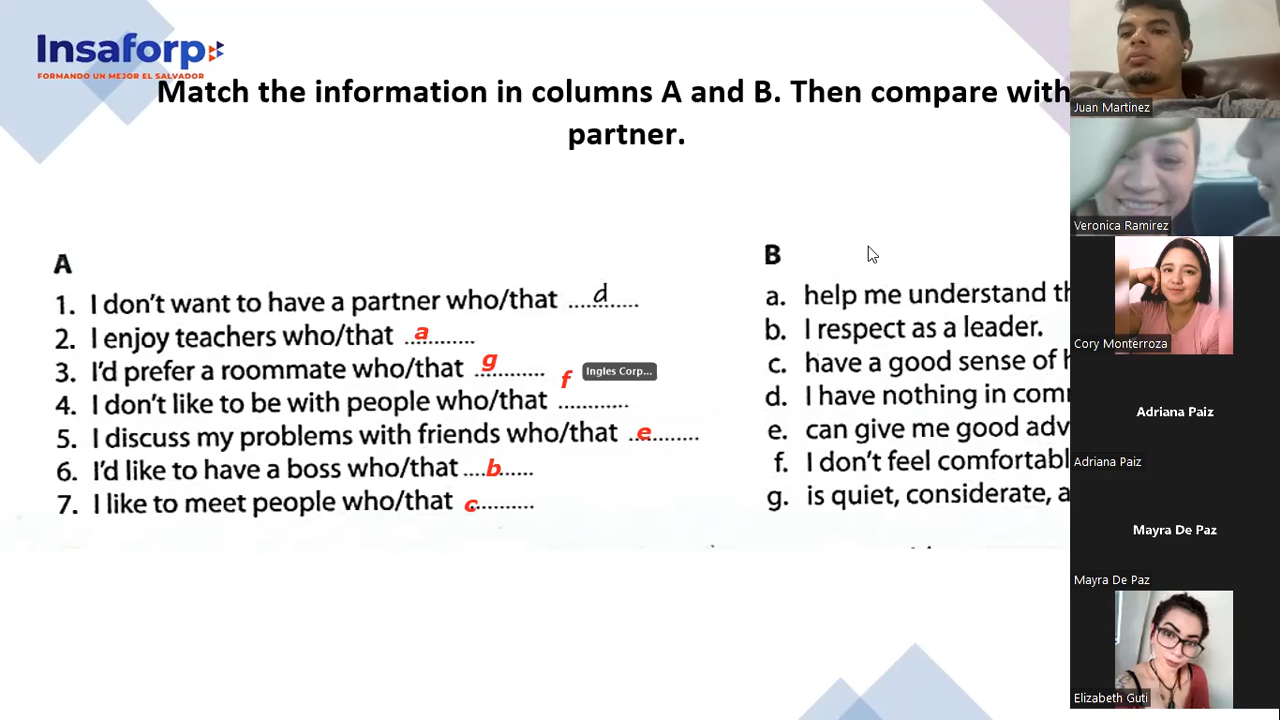 Insaforp
FORMANDO UN MEJOR EL SALVADOR
Match the information in columns A and B. Then compare with
partner.
A
1. I don't want to have a partner who/that ....d......
2. I enjoy teachers who/that ..a.........
3. I'd prefer a roommate who/that ..g.........
4. I don't like to be with people who/that ............ f
Ingles Corp...
5. I discuss my problems with friends who/that ..e........
6. I'd like to have a boss who/that ....b......
7. I like to meet people who/that c...........
B
a. help me understand
b. I respect as a leader.
c. have a good sense of
d. I have nothing in
e. can give me good
f. I don't feel
g. is quiet, considerate,
Juan Martinez
Veronica Ramirez
Cory Monterroza
Adriana Paiz
Adriana Paiz
Mayra De Paz
Mayra De Paz
Elizabeth Guti